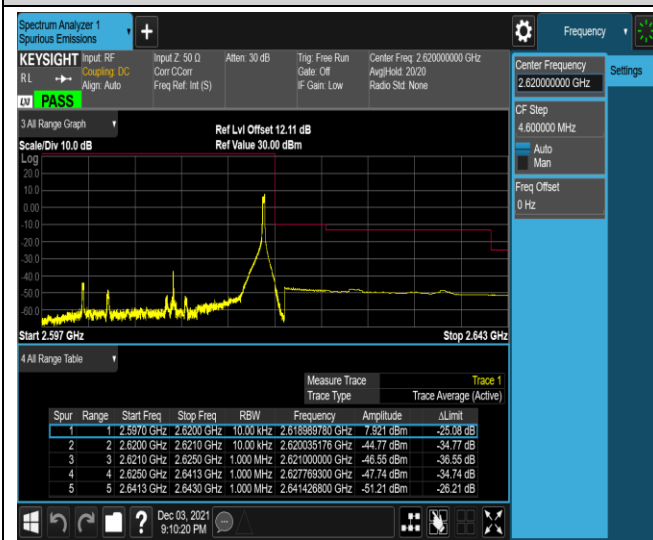 Spectrum Analyzer 1
Spurious Emissions
Frequency
KEYSIGHT
RL
LXI PASS
Input: RF
Coupling: DC
Align: Auto
Input Z: 50 Ω
Corr CCorr
Freq Ref: Int (S)
Atten: 30 dB
Trig: Free Run
Gate: Off
IF Gain: Low
Center Freq: 2.620000000 GHz
Avg|Hold: 20/20
Radio Std: None
Center Frequency
2.620000000 GHz
Settings
CF Step
4.600000 MHz
Auto
Man
Freq Offset
0 Hz
3 All Range Graph
Scale/Div 10.0 dB
Ref Lvl Offset 12.11 dB
Ref Value 30.00 dBm
Log
20.0
10.0
0.00
-10.0
-20.0
-30.0
-40.0
-50.0
-60.0
Start 2.597 GHz
Stop 2.643 GHz
4 All Range Table
Measure Trace Trace 1
Trace Type Trace Average (Active)
Spur Range Start Freq Stop Freq RBW Frequency Amplitude ΔLimit
1 1 2.5970 GHz 2.6200 GHz 10.00 kHz 2.618989780 GHz 7.921 dBm -25.08 dB
2 2 2.6200 GHz 2.6210 GHz 10.00 kHz 2.620035176 GHz -44.77 dBm -34.77 dB
3 3 2.6210 GHz 2.6250 GHz 1.000 MHz 2.621000000 GHz -46.55 dBm -36.55 dB
4 4 2.6250 GHz 2.6413 GHz 1.000 MHz 2.627769300 GHz -47.74 dBm -34.74 dB
5 5 2.6413 GHz 2.6430 GHz 1.000 MHz 2.641426800 GHz -51.21 dBm -26.21 dB
Dec 03, 2021
9:10:20 PM